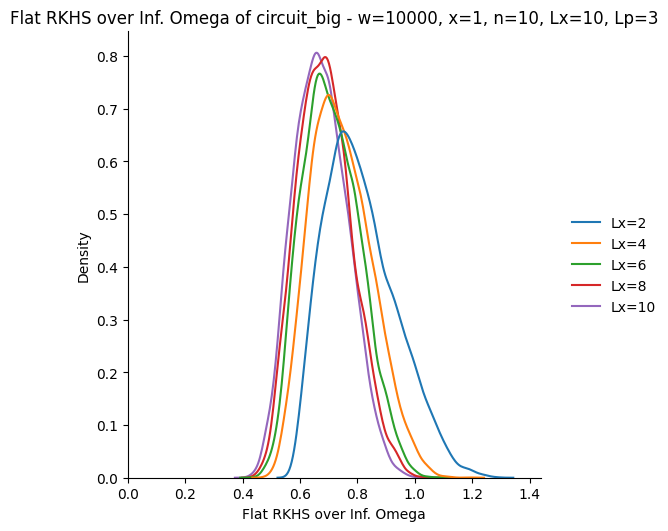 Flat RKHS over Inf. Omega of circuit_big - w=10000, x=1, n=10, Lx=10, Lp=3
0.8
0.7
0.6
0.5
0.4
0.3
0.2
0.1
0.0
Density
0.0 0.2 0.4 0.6 0.8 1.0 1.2 1.4
Flat RKHS over Inf. Omega
Lx=2
Lx=4
Lx=6
Lx=8
Lx=10